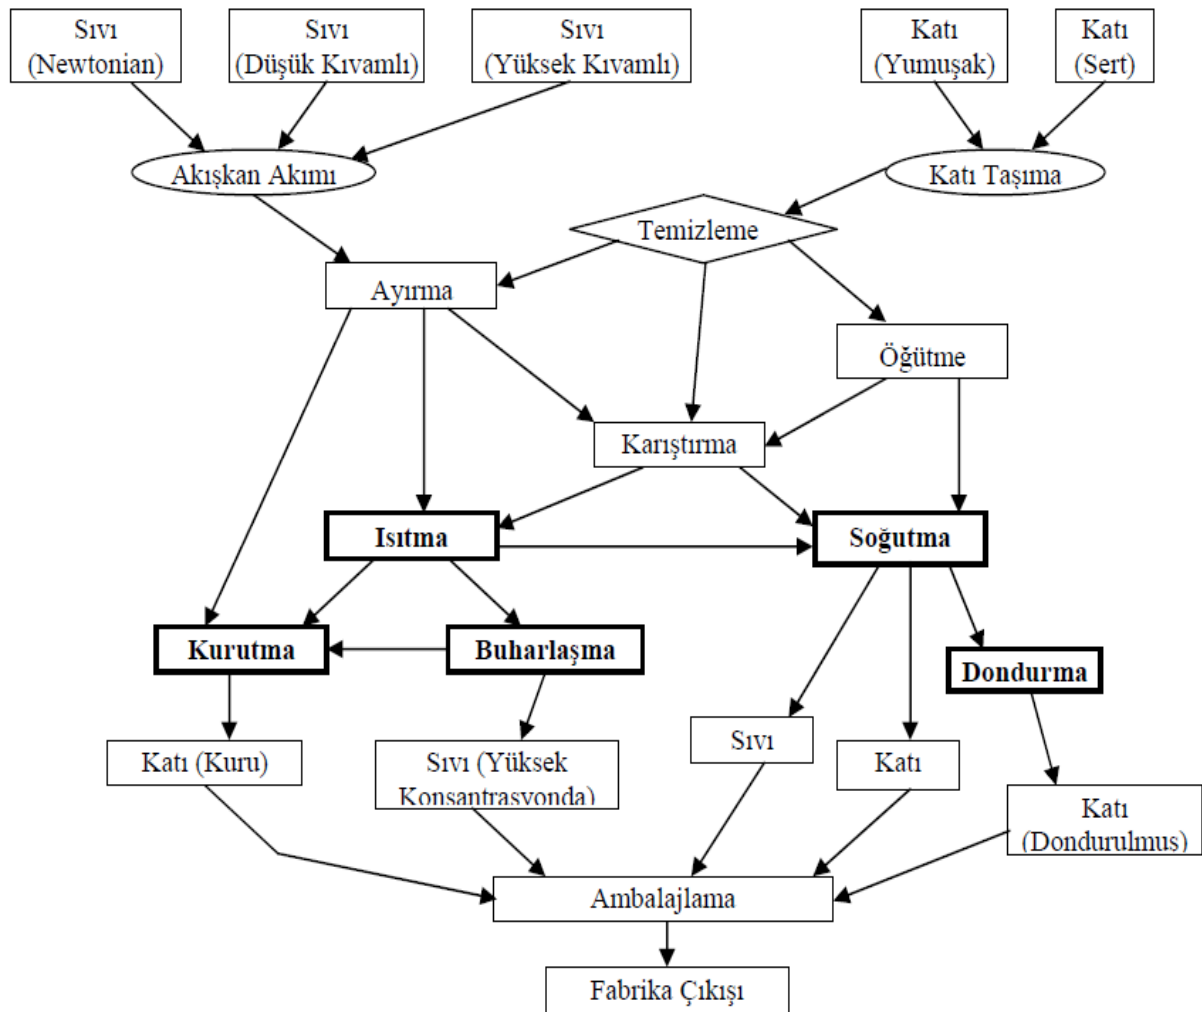 Sıvı
(Newtonian)
Sıvı
(Düşük Kıvamlı)
Sıvı
(Yüksek Kıvamlı)
Katı
(Yumuşak)
Katı
(Sert)
Akışkan Akımı
Katı Taşıma
Temizleme
Ayırma
Öğütme
Karıştırma
Isıtma
Soğutma
Kurutma
Buharlaşma
Dondurma
Sıvı
Katı (Kuru)
Sıvı (Yüksek
Konsantrasyonda)
Katı
Katı
(Dondurulmus)
Ambalajlama
Fabrika Çıkışı